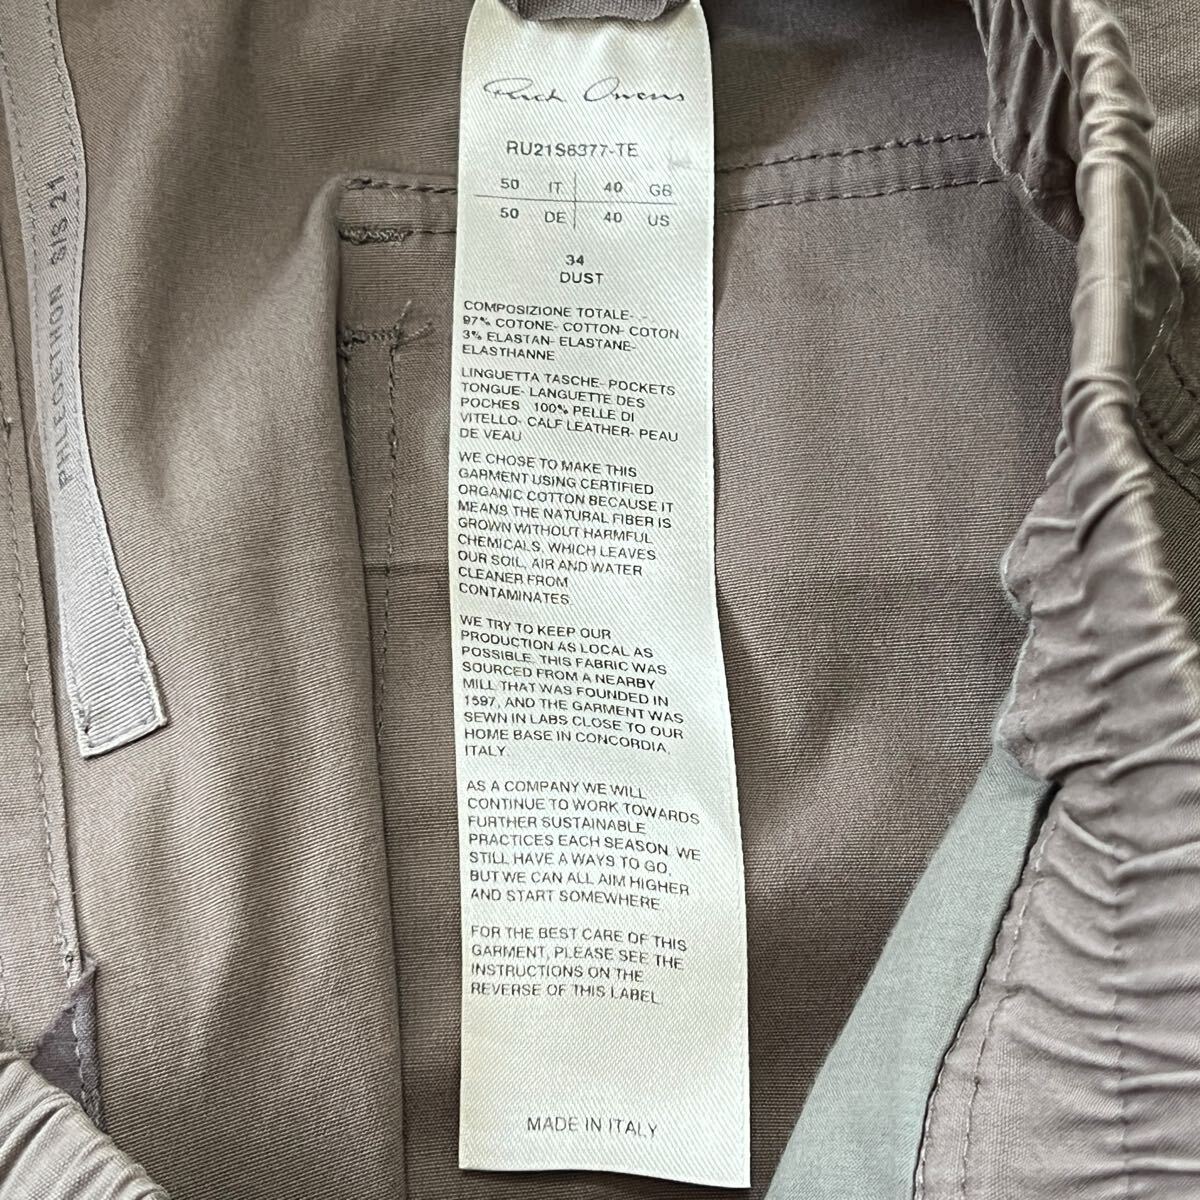 Rick Owens
RU21S6377-TE
50 IT 40 GB
50 DE 40 US
34
DUST
COMPOSIZIONE TOTALE-
97% COTONE- COTTON- COTON
3% ELASTAN- ELASTANE-
ELASTHANNE
LINGUETTA TASCHE- POCKETS
TONGUE- LANGUETTE DES
POCHES 100% PELLE DI
VITELLO- CALF LEATHER- PEAU
DE VEAU
WE CHOSE TO MAKE THIS
GARMENT USING CERTIFIED
ORGANIC COTTON BECAUSE IT
MEANS THE NATURAL FIBER IS
GROWN WITHOUT HARMFUL
CHEMICALS, WHICH LEAVES
OUR SOIL, AIR AND WATER
CLEANER FROM
CONTAMINATES.
WE TRY TO KEEP OUR
PRODUCTION AS LOCAL AS
POSSIBLE. THIS FABRIC WAS
SOURCED FROM A NEARBY
MILL THAT WAS FOUNDED IN
1597, AND THE GARMENT WAS
SEWN IN LABS CLOSE TO OUR
HOME BASE IN CONCORDIA,
ITALY.
AS A COMPANY WE WILL
CONTINUE TO WORK TOWARDS
FURTHER SUSTAINABLE
PRACTICES EACH SEASON. WE
STILL HAVE A WAYS TO GO,
BUT WE CAN ALL AIM HIGHER
AND START SOMEWHERE.
FOR THE BEST CARE OF THIS
GARMENT, PLEASE SEE THE
INSTRUCTIONS ON THE
REVERSE OF THIS LABEL.
MADE IN ITALY
PHLEGETHON S/S 21